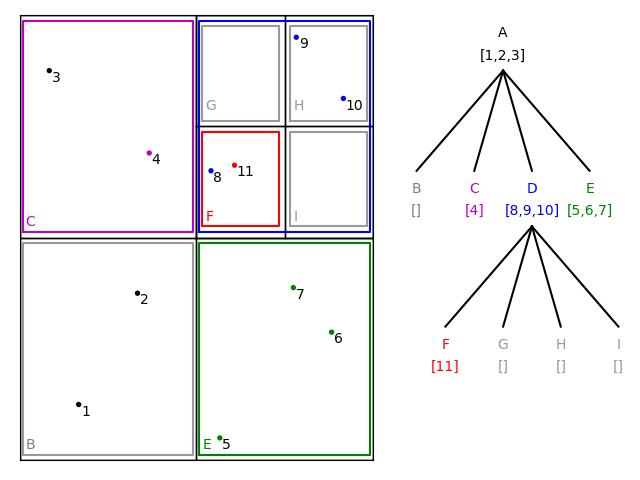 9
3
G
H
10
4
8
11
C
F
I
7
2
6
1
B
E
5
A
[1,2,3]
B
C
D
E
[]
[4]
[8,9,10]
[5,6,7]
F
G
H
I
[11]
[]
[]
[]